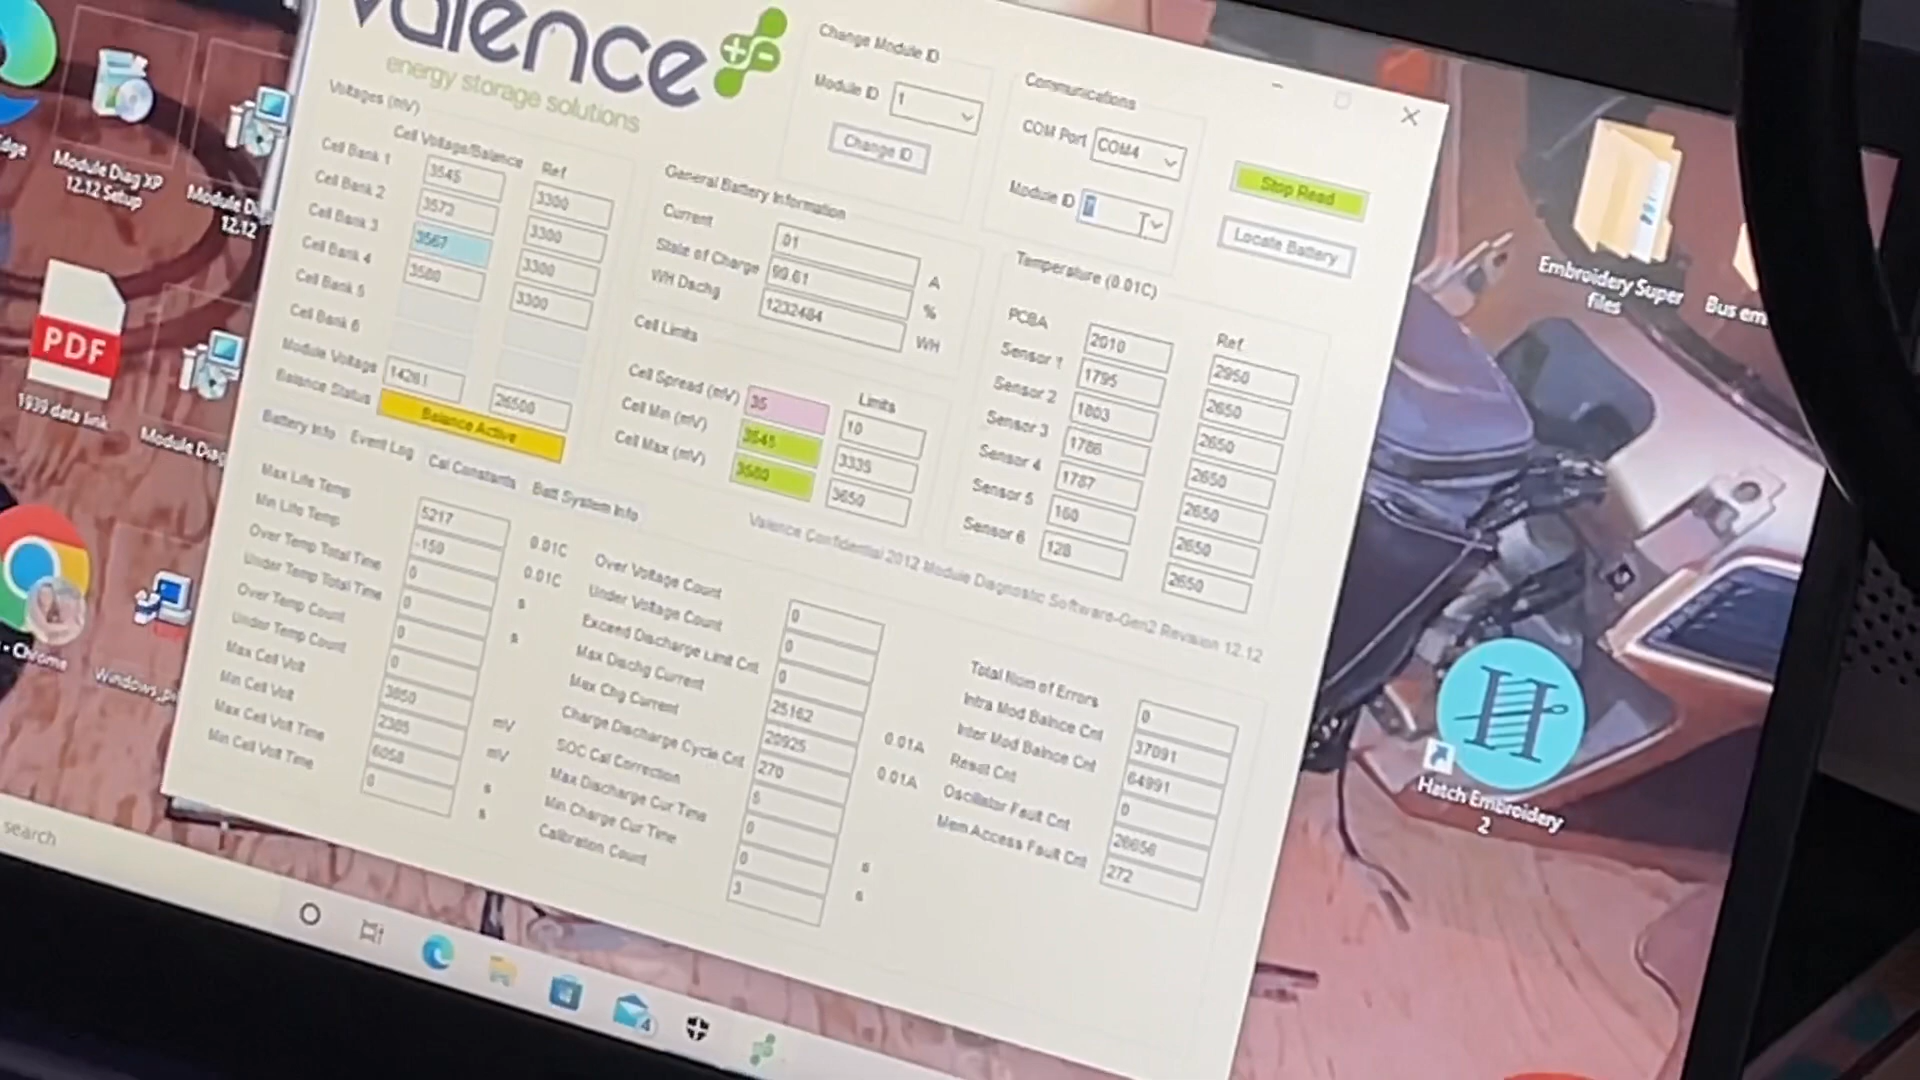 valence
energy storage solutions
Voltages (mV)
Cell Voltage/Balance
Ref
Cell Bank 1
3545
3300
Cell Bank 2
3573
3300
Cell Bank 3
3567
3300
Cell Bank 4
3580
3300
Cell Bank 5
Cell Bank 6
Module Voltage
14261
26500
Balance Status
Balance Active
Change Module ID
Module ID
1
Change ID
Communications
COM Port
COM4
Module ID
Stop Read
Locate Battery
General Battery Information
Current
.01
A
State of Charge
99.61
%
WH Dschg
1232484
WH
Cell Limits
Limits
Cell Spread (mV)
35
10
Cell Min (mV)
3545
3335
Cell Max (mV)
3580
3650
Temperature (0.01C)
Ref
PCBA
2010
2950
Sensor 1
1795
2650
Sensor 2
1803
2650
Sensor 3
1786
2650
Sensor 4
1787
2650
Sensor 5
160
2650
Sensor 6
128
2650
Valence Confidential 2012 Module Diagnostic Software-Gen2 Revision 12.12
Battery Info
Event Log
Cal Constants
Batt System Info
Max Life Temp
5217
0.01C
Min Life Temp
-150
0.01C
Over Temp Total Time
0
s
Under Temp Total Time
0
s
Over Temp Count
0
Under Temp Count
0
Max Cell Volt
3850
mV
Min Cell Volt
2385
mV
Max Cell Volt Time
6058
s
Min Cell Volt Time
0
s
Over Voltage Count
0
Under Voltage Count
0
Exceed Discharge Limit Cnt
0
Max Dischg Current
25162
0.01A
Max Chg Current
20925
0.01A
Charge Discharge Cycle Cnt
270
SOC Cal Correction
5
Max Discharge Cur Time
0
s
Min Charge Cur Time
0
s
Calibration Count
3
Total Num of Errors
0
Intra Mod Balnce Cnt
37091
Inter Mod Balnce Cnt
64991
Reset Cnt
0
Oscillator Fault Cnt
Mem Access Fault Cnt
272
Edge
Module Diag XP
12.12 Setup
12.12
PDF
1939 data link
Module Diag
Chrome
search
4
Embroidery Super
files
Bus em
H
Hatch Embroidery
2